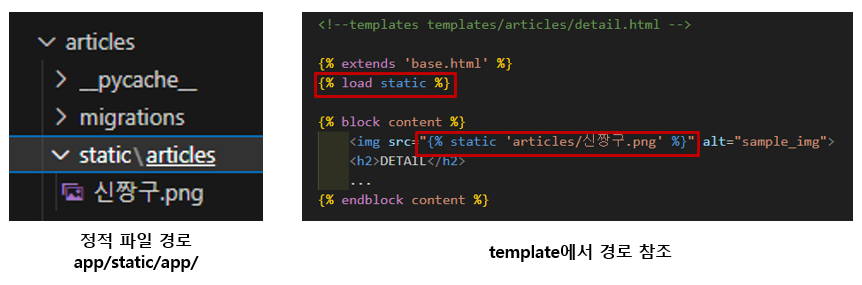 articles
__pycache__
migrations
static\articles
신짱구.png
정적 파일 경로
app/static/app/
<!--templates templates/articles/detail.html -->
{% extends 'base.html' %}
{% load static %}
{% block content %}
<img src="{% static 'articles/신짱구.png' %}" alt="sample_img">
<h2>DETAIL</h2>
...
{% endblock content %}
template에서 경로 참조